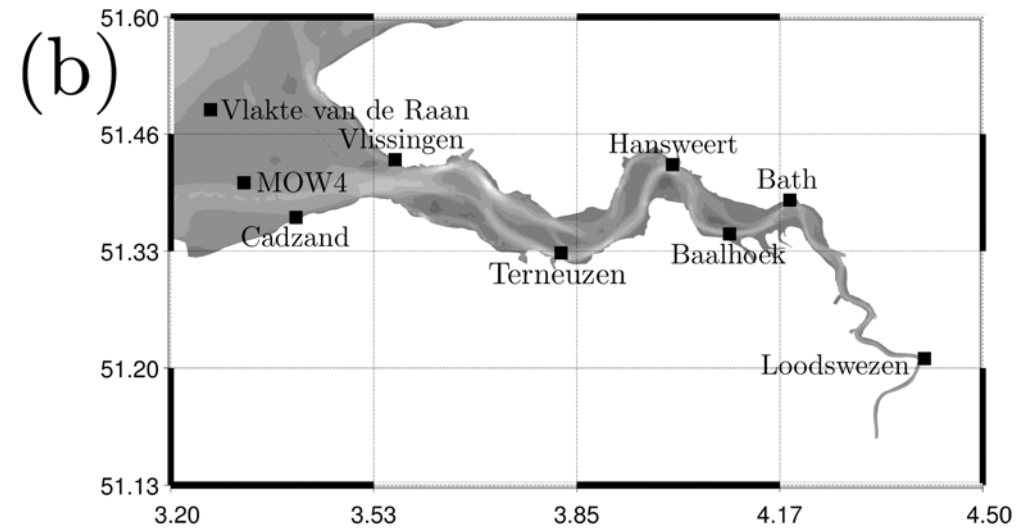 51.60
(b)
Vlakte van de Raan
51.46
Vlissingen
Hansweert
MOW4
Bath
Cadzand
51.33
Baalhoek
Terneuzen
Loodswezen
51.20
51.13
3.20 3.53 3.85 4.17 4.50